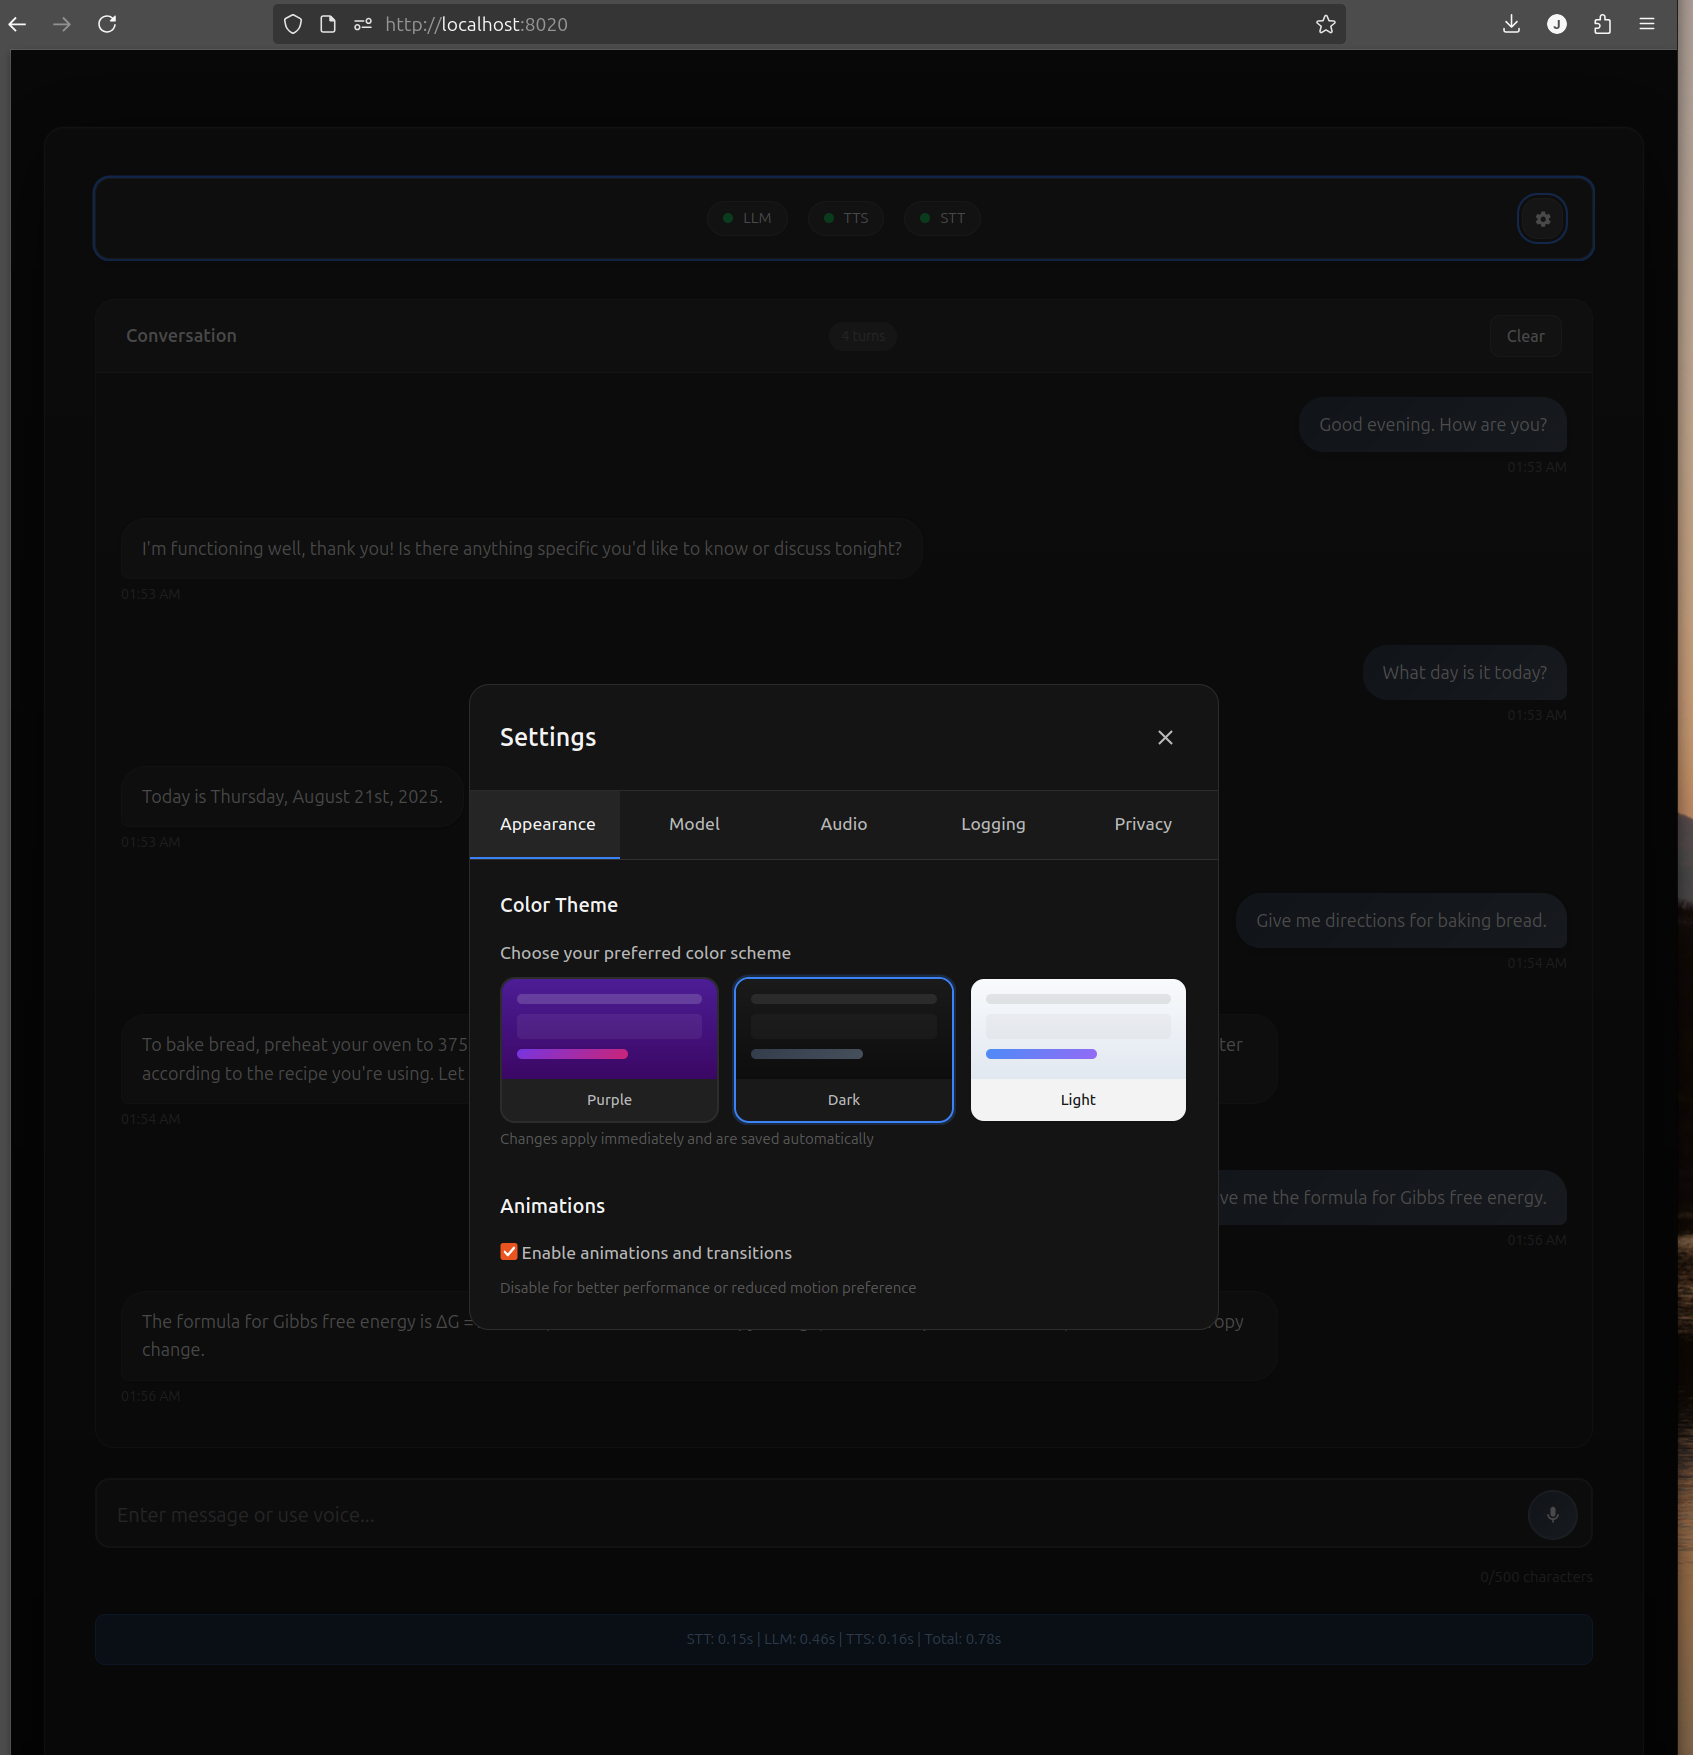 http://localhost:8020
J
LLM
TTS
STT
Conversation
4 turns
Clear
Good evening. How are you?
01:53 AM
I'm functioning well, thank you! Is there anything specific you'd like to know or discuss tonight?
01:53 AM
What day is it today?
01:53 AM
Today is Thursday, August 21st, 2025.
01:53 AM
Give me directions for baking bread.
01:54 AM
To bake bread, preheat your oven to 375
according to the recipe you're using. Let
01:54 AM
ve me the formula for Gibbs free energy.
01:56 AM
The formula for Gibbs free energy is ΔG =
opy
change.
01:56 AM
Settings
Appearance
Model
Audio
Logging
Privacy
Color Theme
Choose your preferred color scheme
Purple
Dark
Light
Changes apply immediately and are saved automatically
Animations
Enable animations and transitions
Disable for better performance or reduced motion preference
Enter message or use voice...
0/500 characters
STT: 0.15s | LLM: 0.46s | TTS: 0.16s | Total: 0.78s